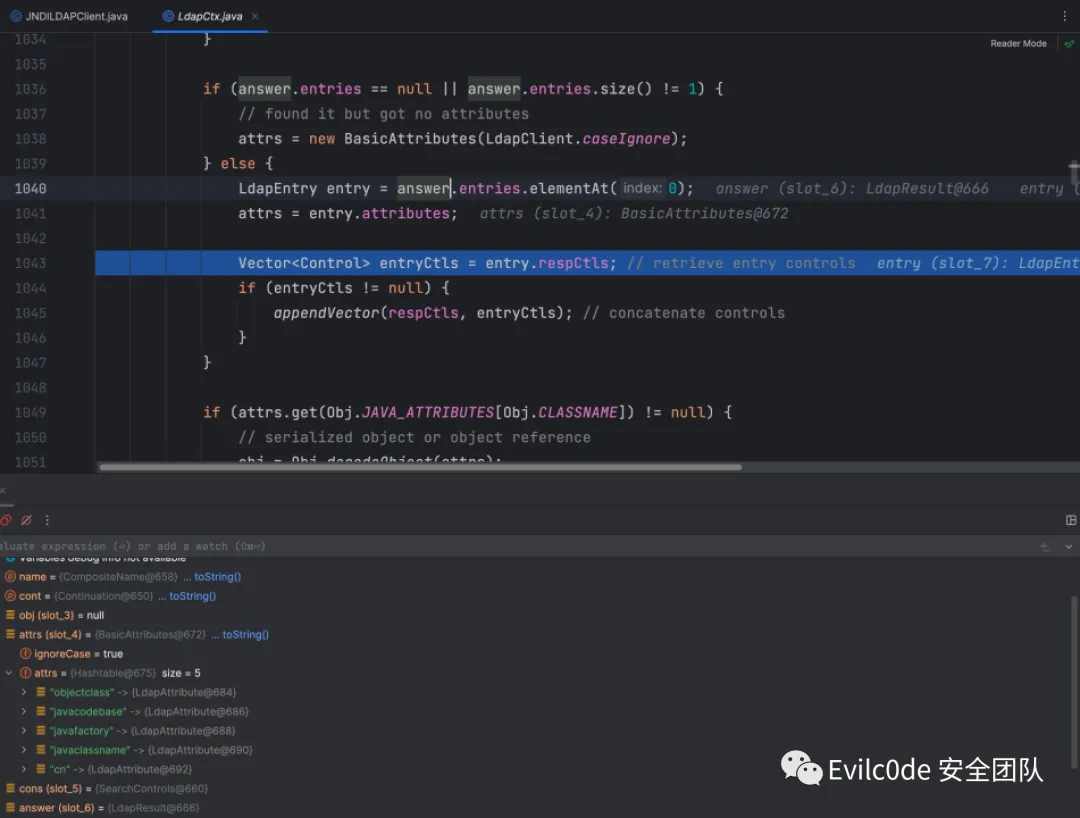 JNDILDAPClient.java LdapCtx.java ×
Reader Mode
1034 }
1035
1036 if (answer.entries == null || answer.entries.size() != 1) {
1037 // found it but got no attributes
1038 attrs = new BasicAttributes(LdapClient.caseIgnore);
1039 } else {
1040 LdapEntry entry = answer.entries.elementAt( index: 0); answer (slot_6): LdapResult@666 entry (
1041 attrs = entry.attributes; attrs (slot_4): BasicAttributes@672
1042
1043 Vector<Control> entryCtls = entry.respCtls; // retrieve entry controls entry (slot_7): LdapEnt
1044 if (entryCtls != null) {
1045 appendVector(respCtls, entryCtls); // concatenate controls
1046 }
1047 }
1048
1049 if (attrs.get(Obj.JAVA_ATTRIBUTES[Obj.CLASSNAME]) != null) {
1050 // serialized object or object reference
1051 obj = Obj.decodeObject(attrs);
aluate expression (⏎) or add a watch (⇧⌘⏎)
Variables debug info not available
name = {CompositeName@658} ... toString()
cont = {Continuation@650} ... toString()
obj (slot_3) = null
attrs (slot_4) = {BasicAttributes@672} ... toString()
ignoreCase = true
attrs = {Hashtable@675} size = 5
"objectclass" -> {LdapAttribute@684}
"javacodebase" -> {LdapAttribute@686}
"javafactory" -> {LdapAttribute@688}
"javaclassname" -> {LdapAttribute@690}
"cn" -> {LdapAttribute@692}
cons (slot_5) = {SearchControls@660}
answer (slot_6) = {LdapResult@666}
Evilc0de 安全团队